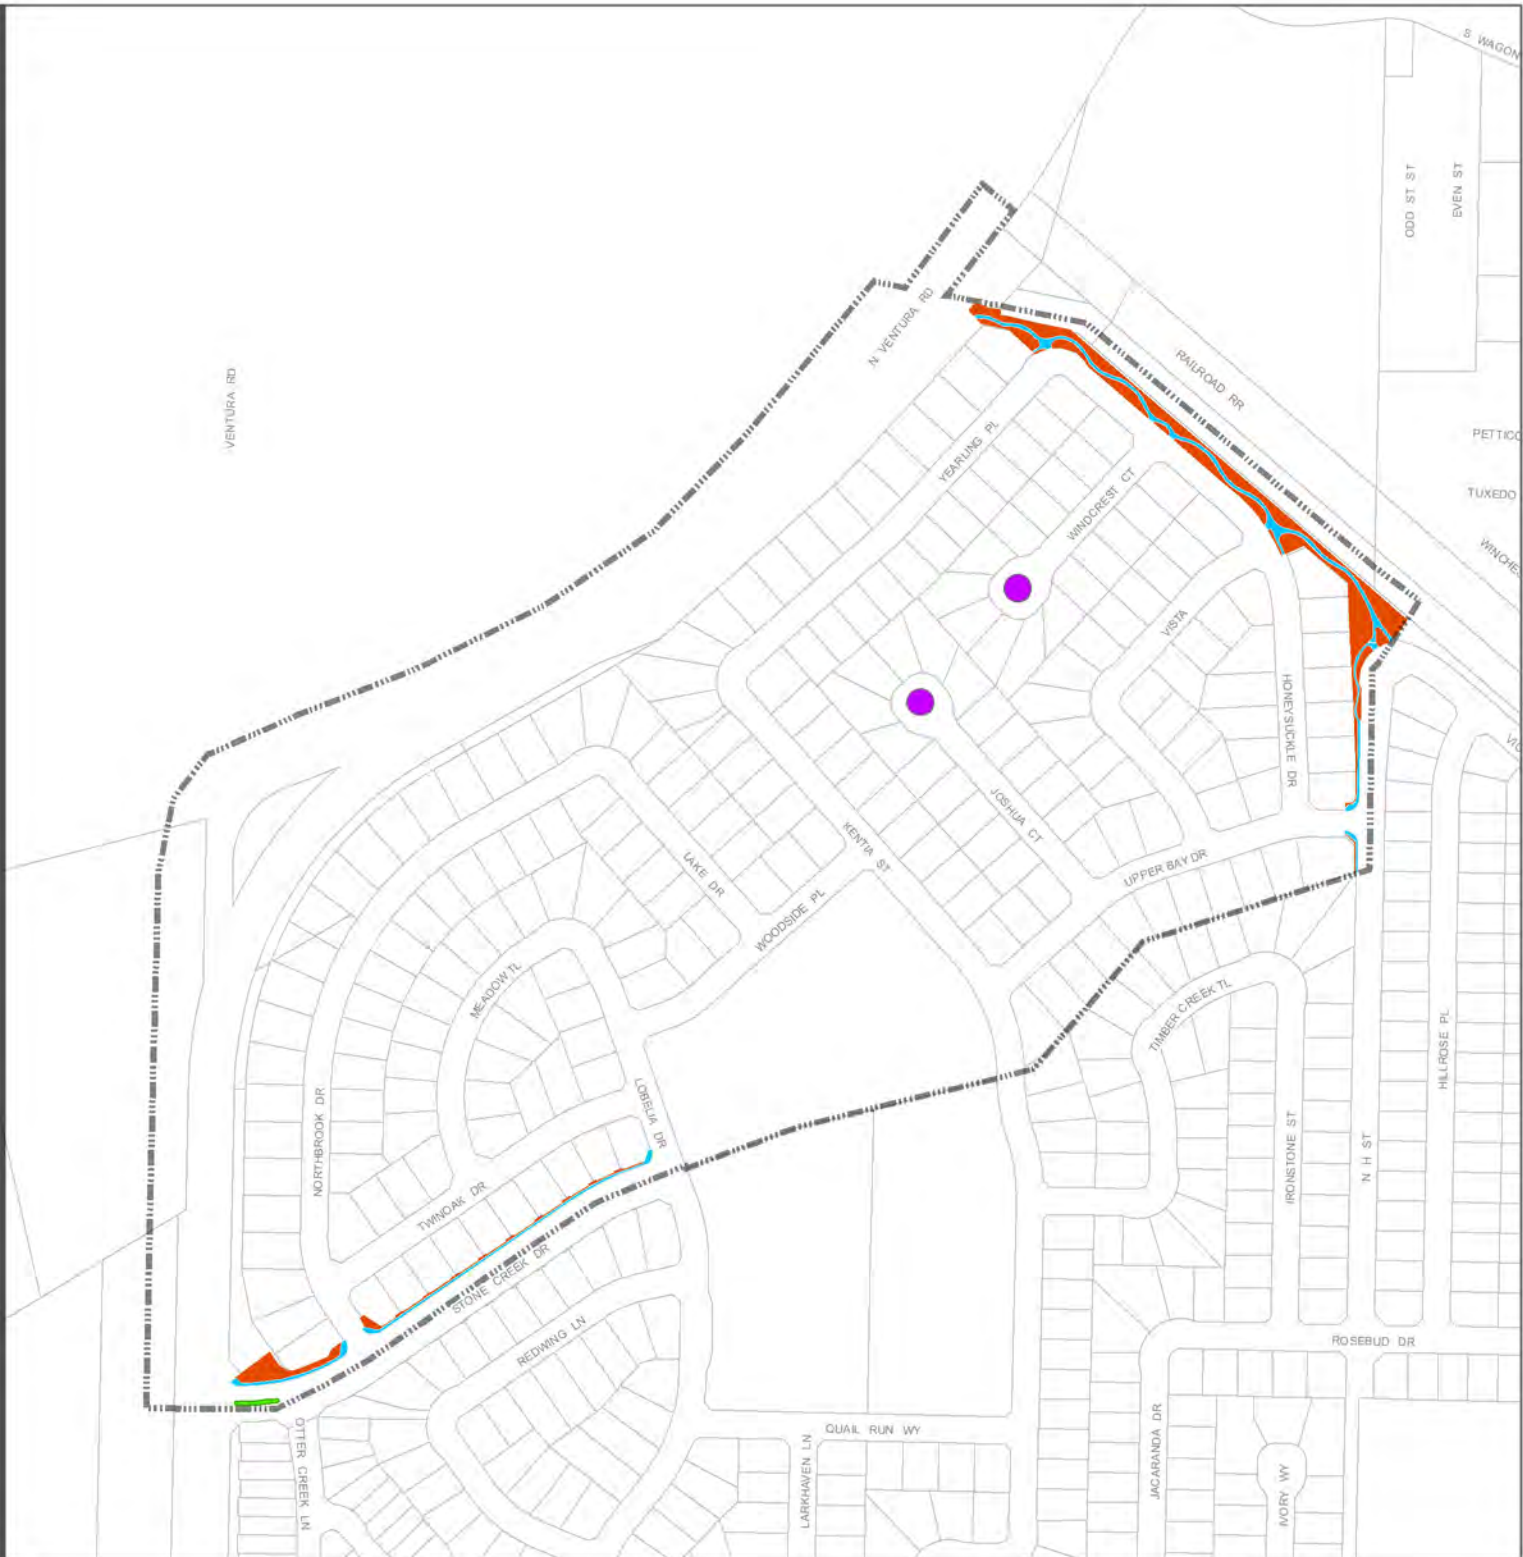 S WAGON
ODD ST ST
EVEN ST
N VENTURA RD
RAILROAD RR
VENTURA RD
PETTICO
YEARLING PL
TUXEDO
WINDCREST CT
WINCHE
VISTA
HONEYSUCKLE DR
JOSHUA CT
KENTIA ST
LAKE DR
UPPER BAY DR
WOODSIDE PL
MEADOW TL
TIMBER CREEK TL
HILLROSE PL
LOBELIA DR
NORTHBROOK DR
IRONSTONE ST
N H ST
TWINOAK DR
STONE CREEK DR
REDWING LN
ROSEBUD DR
QUAIL RUN WY
OTTER CREEK LN
LARKHAVEN LN
JACARANDA DR
IVORY WY